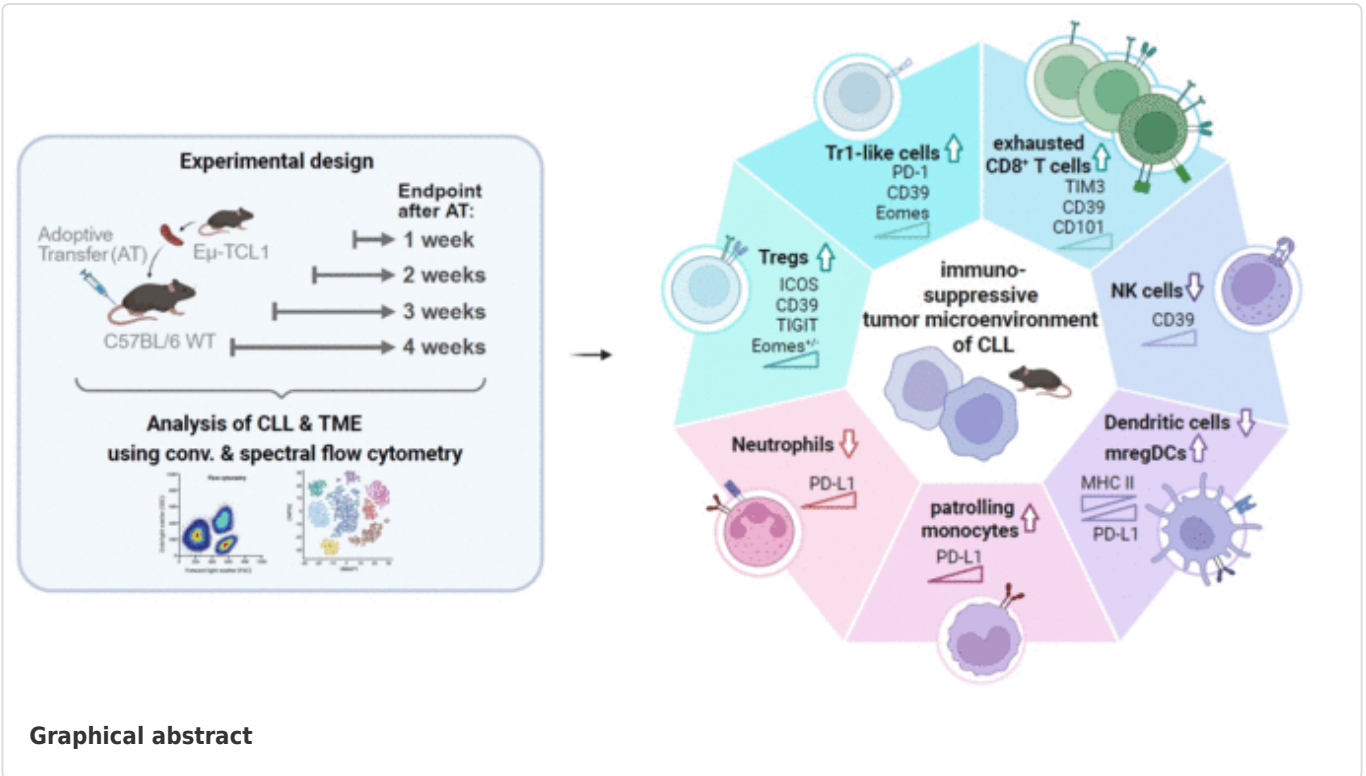 Experimental design
Endpoint
after AT:
Adoptive
Transfer (AT)
Eμ-TCL1
1 week
2 weeks
3 weeks
C57BL/6 WT
4 weeks
Analysis of CLL & TME
using conv. & spectral flow cytometry
Tr1-like cells
PD-1
CD39
Eomes
exhausted
CD8⁺ T cells
TIM3
CD39
CD101
Tregs
ICOS
CD39
TIGIT
Eomes⁺/⁻
immuno-
suppressive
tumor microenvironment
of CLL
NK cells
CD39
Neutrophils
PD-L1
patrolling
monocytes
PD-L1
Dendritic cells
mregDCs
MHC II
PD-L1
Graphical abstract